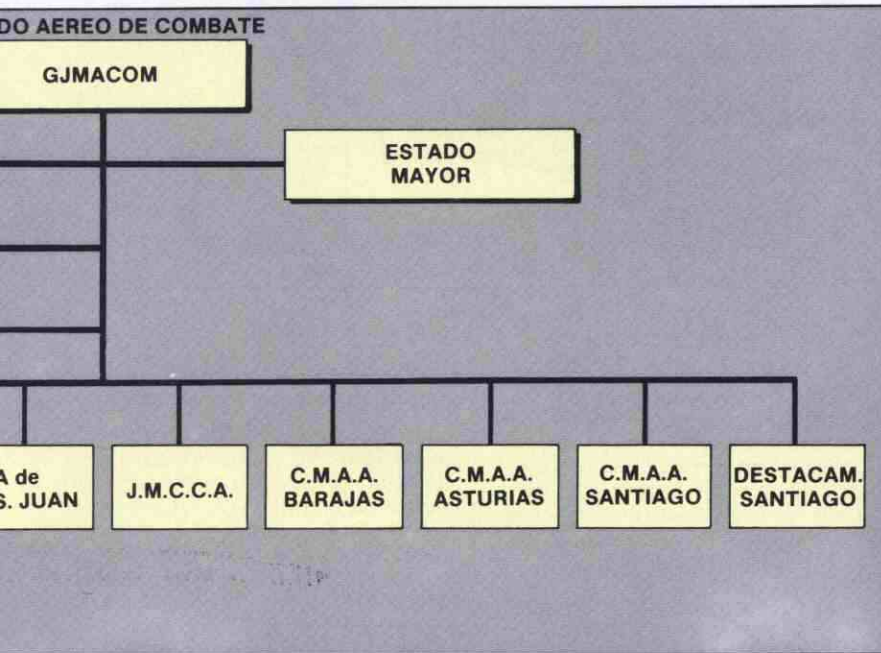 DO AEREO DE COMBATE
GJMACOM
ESTADO
MAYOR
A de
S. JUAN
J.M.C.C.A.
C.M.A.A.
BARAJAS
C.M.A.A.
ASTURIAS
C.M.A.A.
SANTIAGO
DESTACAM.
SANTIAGO